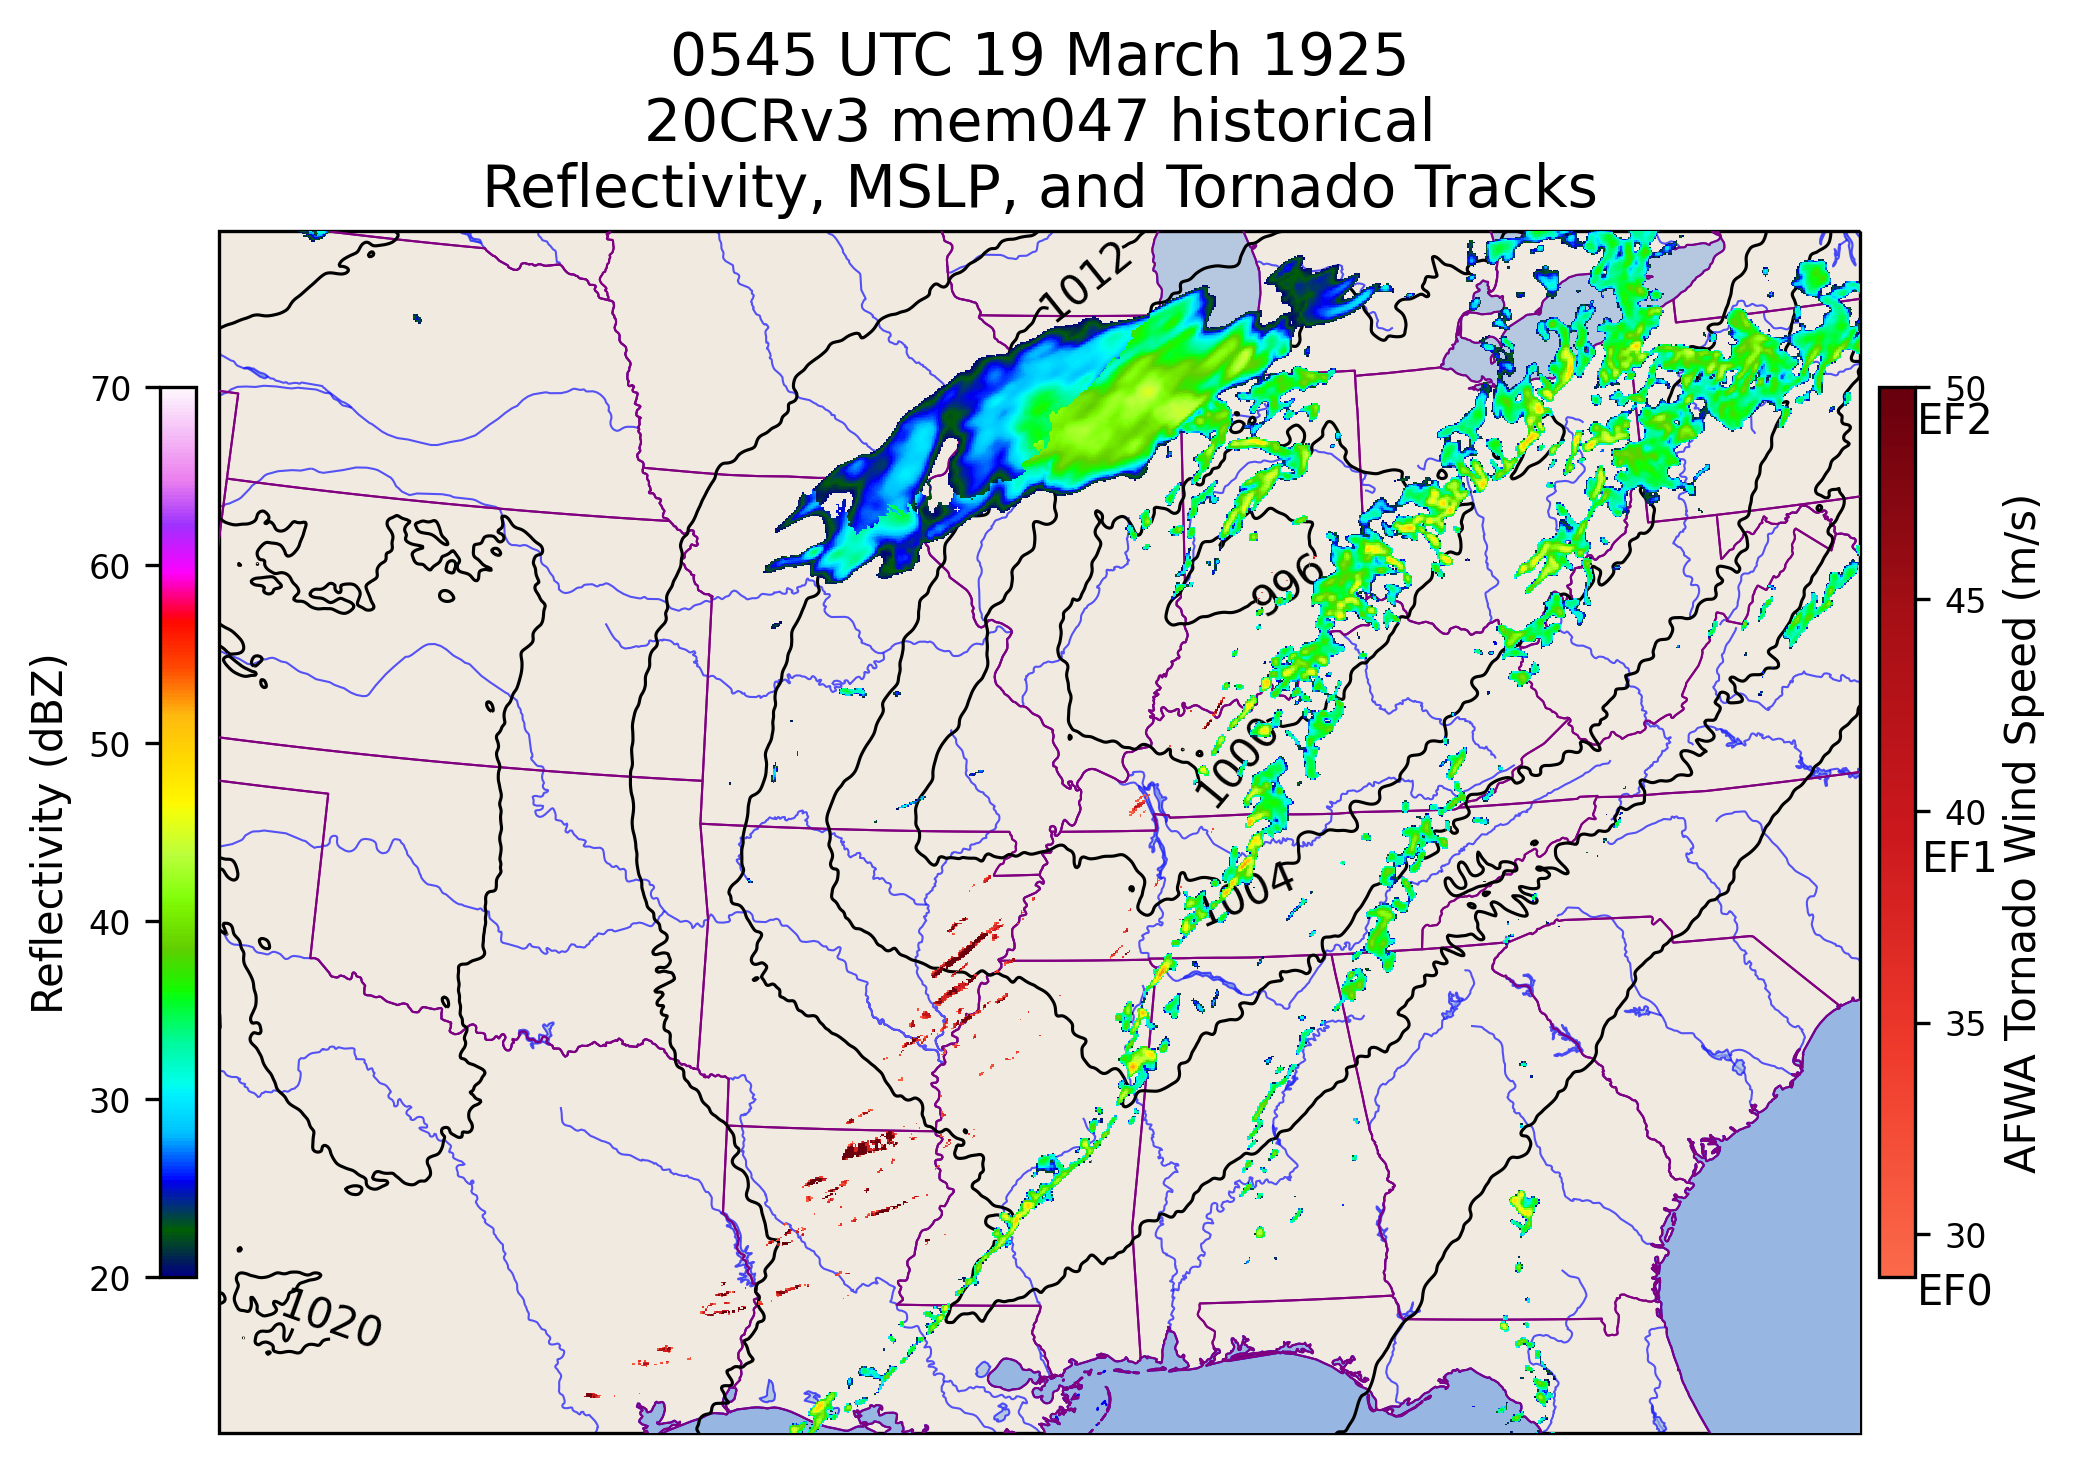 0545 UTC 19 March 1925
20CRv3 mem047 historical
Reflectivity, MSLP, and Tornado Tracks
1012
996
1000
1004
1020
Reflectivity (dBZ)
70
60
50
40
30
20
50
EF2
45
40
EF1
35
30
EF0
AFWA Tornado Wind Speed (m/s)